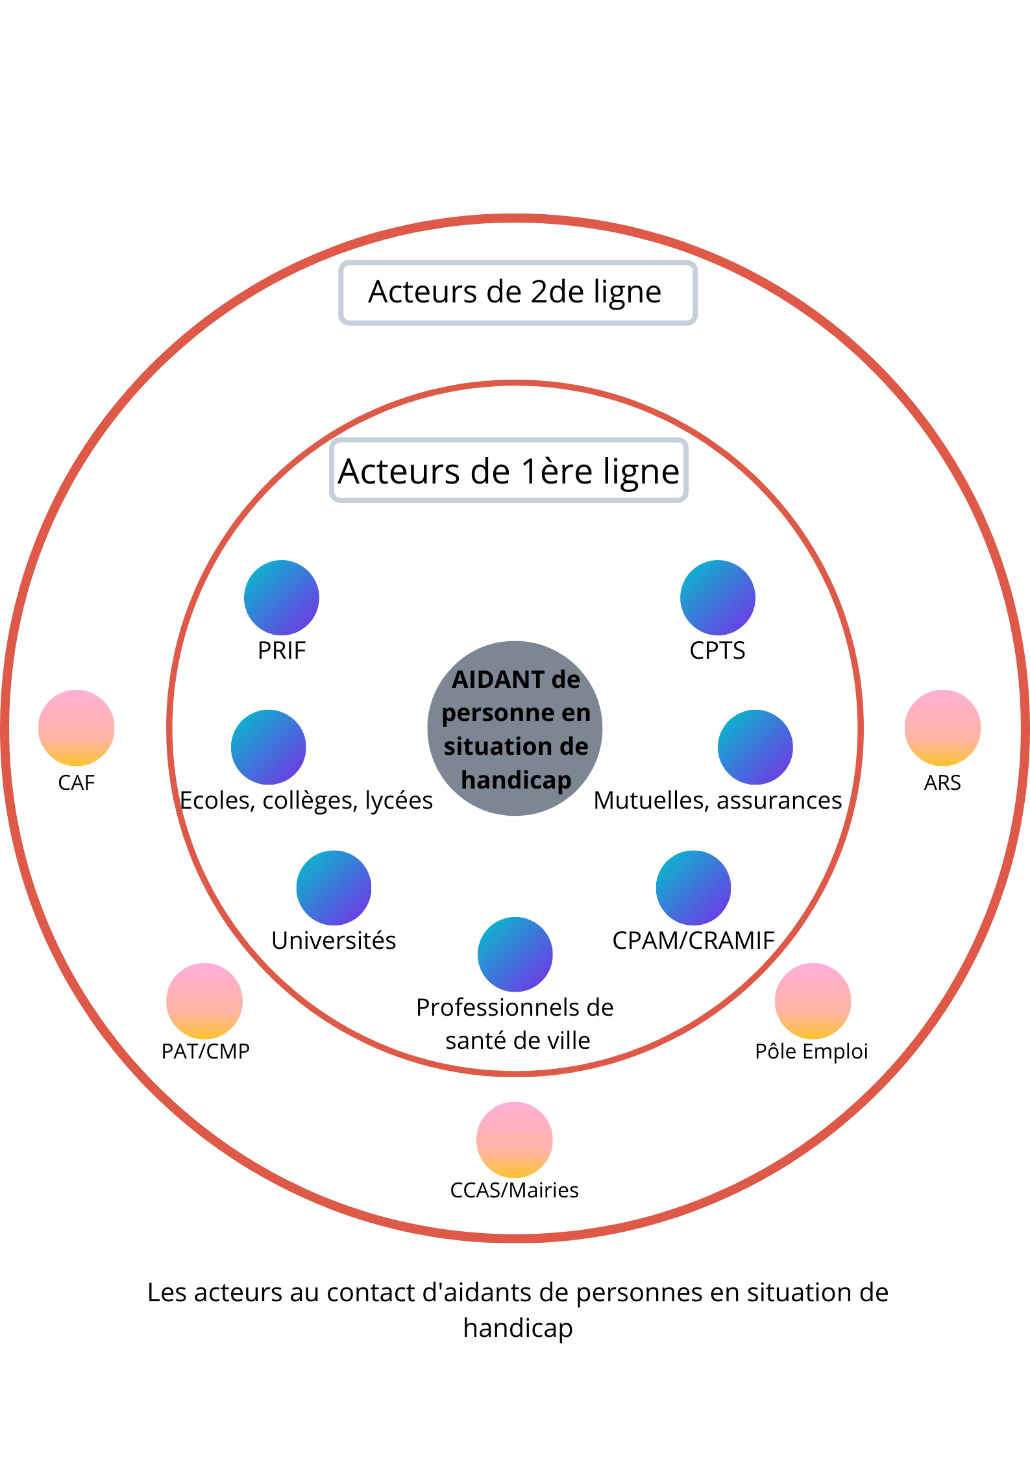 Acteurs de 2de ligne
Acteurs de 1ère ligne
PRIF
CPTS
AIDANT de
personne en
situation de
handicap
CAF
Ecoles, collèges, lycées
Mutuelles, assurances
ARS
Universités
CPAM/CRAMIF
Professionnels de
santé de ville
PAT/CMP
Pôle Emploi
CCAS/Mairies
Les acteurs au contact d'aidants de personnes en situation de
handicap